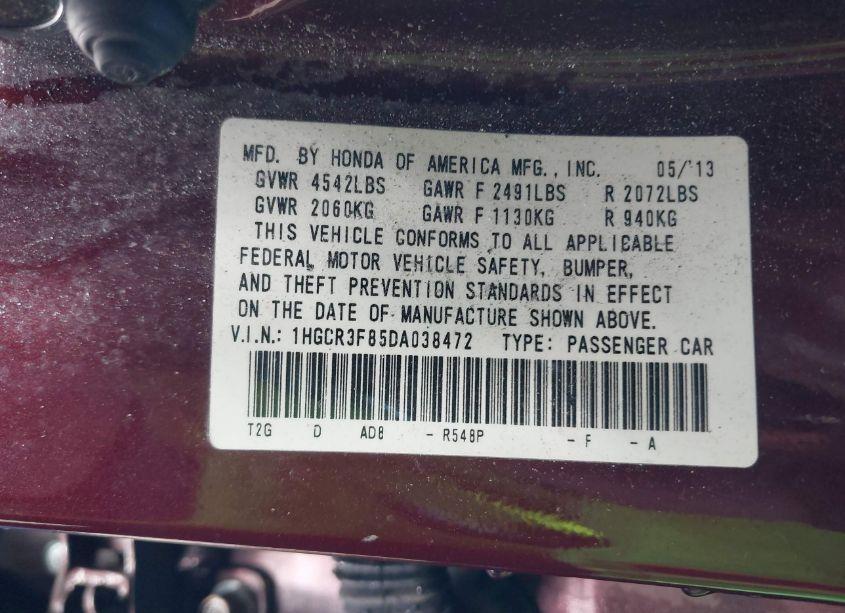 MFD. BY HONDA OF AMERICA MFG., INC. 05/'13
GVWR 4542LBS GAWR F 2491LBS R 2072LBS
GVWR 2060KG GAWR F 1130KG R 940KG
THIS VEHICLE CONFORMS TO ALL APPLICABLE
FEDERAL MOTOR VEHICLE SAFETY, BUMPER,
AND THEFT PREVENTION STANDARDS IN EFFECT
ON THE DATE OF MANUFACTURE SHOWN ABOVE.
V.I.N.: 1HGCR3F85DA038472 TYPE: PASSENGER CAR
T2G D AD8 - R548P - F - A